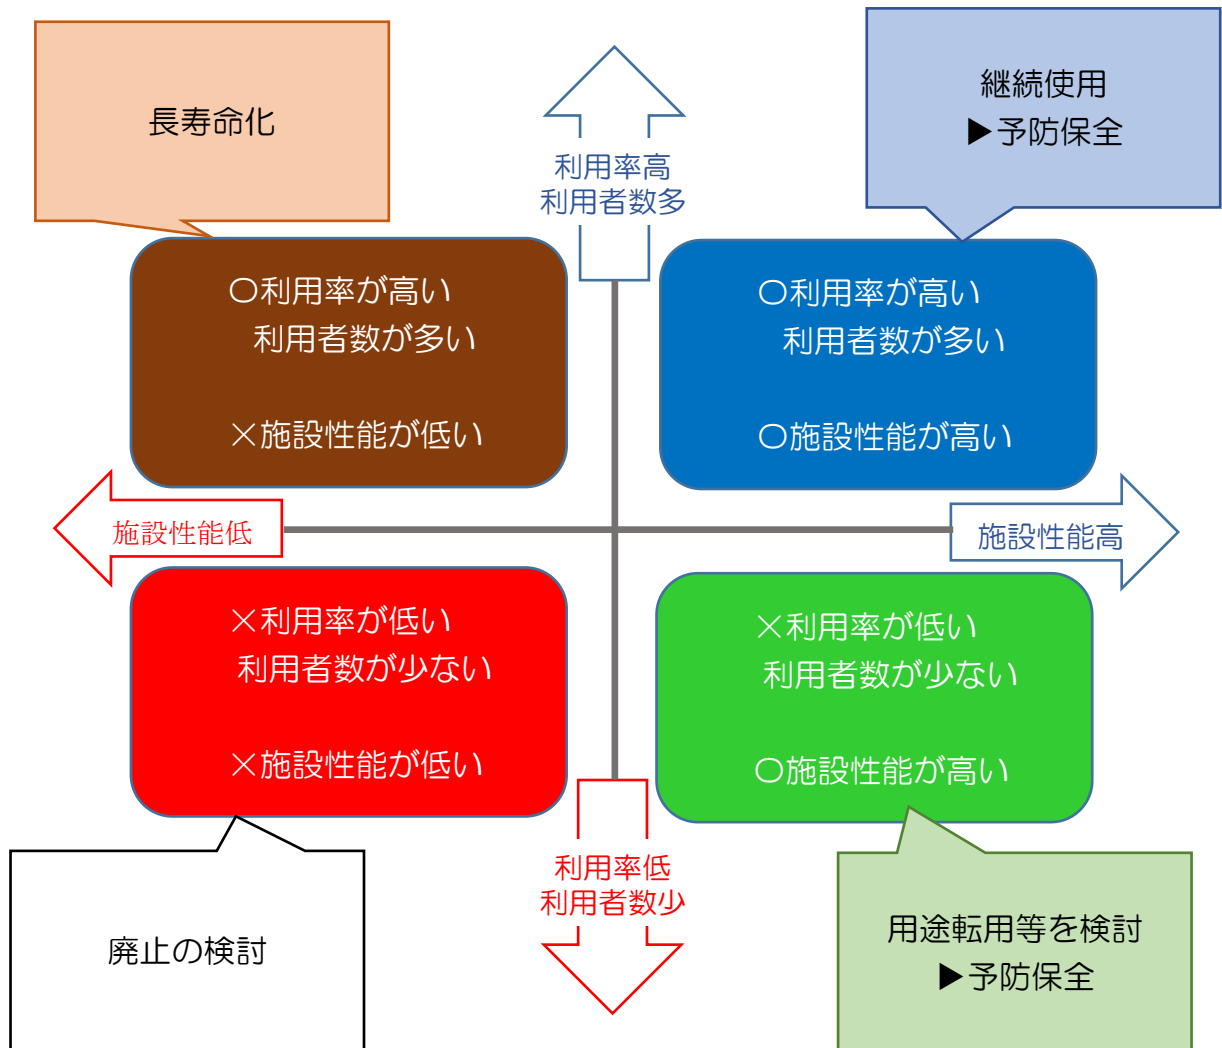 長寿命化
継続使用
▶予防保全
利用率高
利用者数多
〇利用率が高い
利用者数が多い
×施設性能が低い
〇利用率が高い
利用者数が多い
〇施設性能が高い
施設性能低
施設性能高
×利用率が低い
利用者数が少ない
×施設性能が低い
×利用率が低い
利用者数が少ない
〇施設性能が高い
利用率低
利用者数少
廃止の検討
用途転用等を検討
▶予防保全